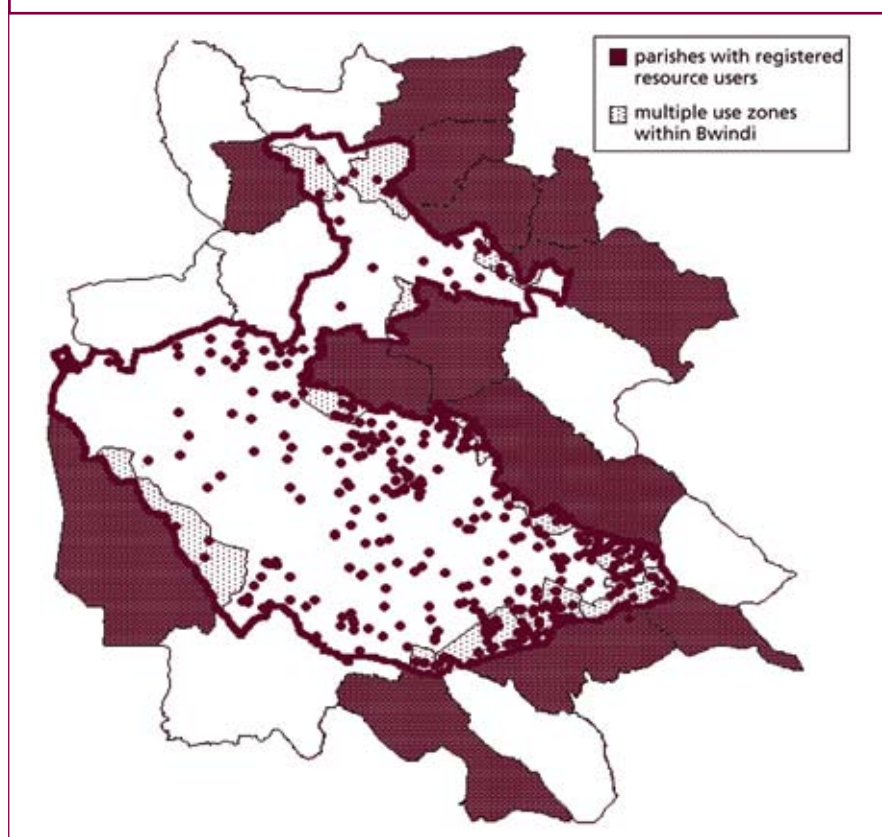 parishes with registered
resource users
multiple use zones
within Bwindi